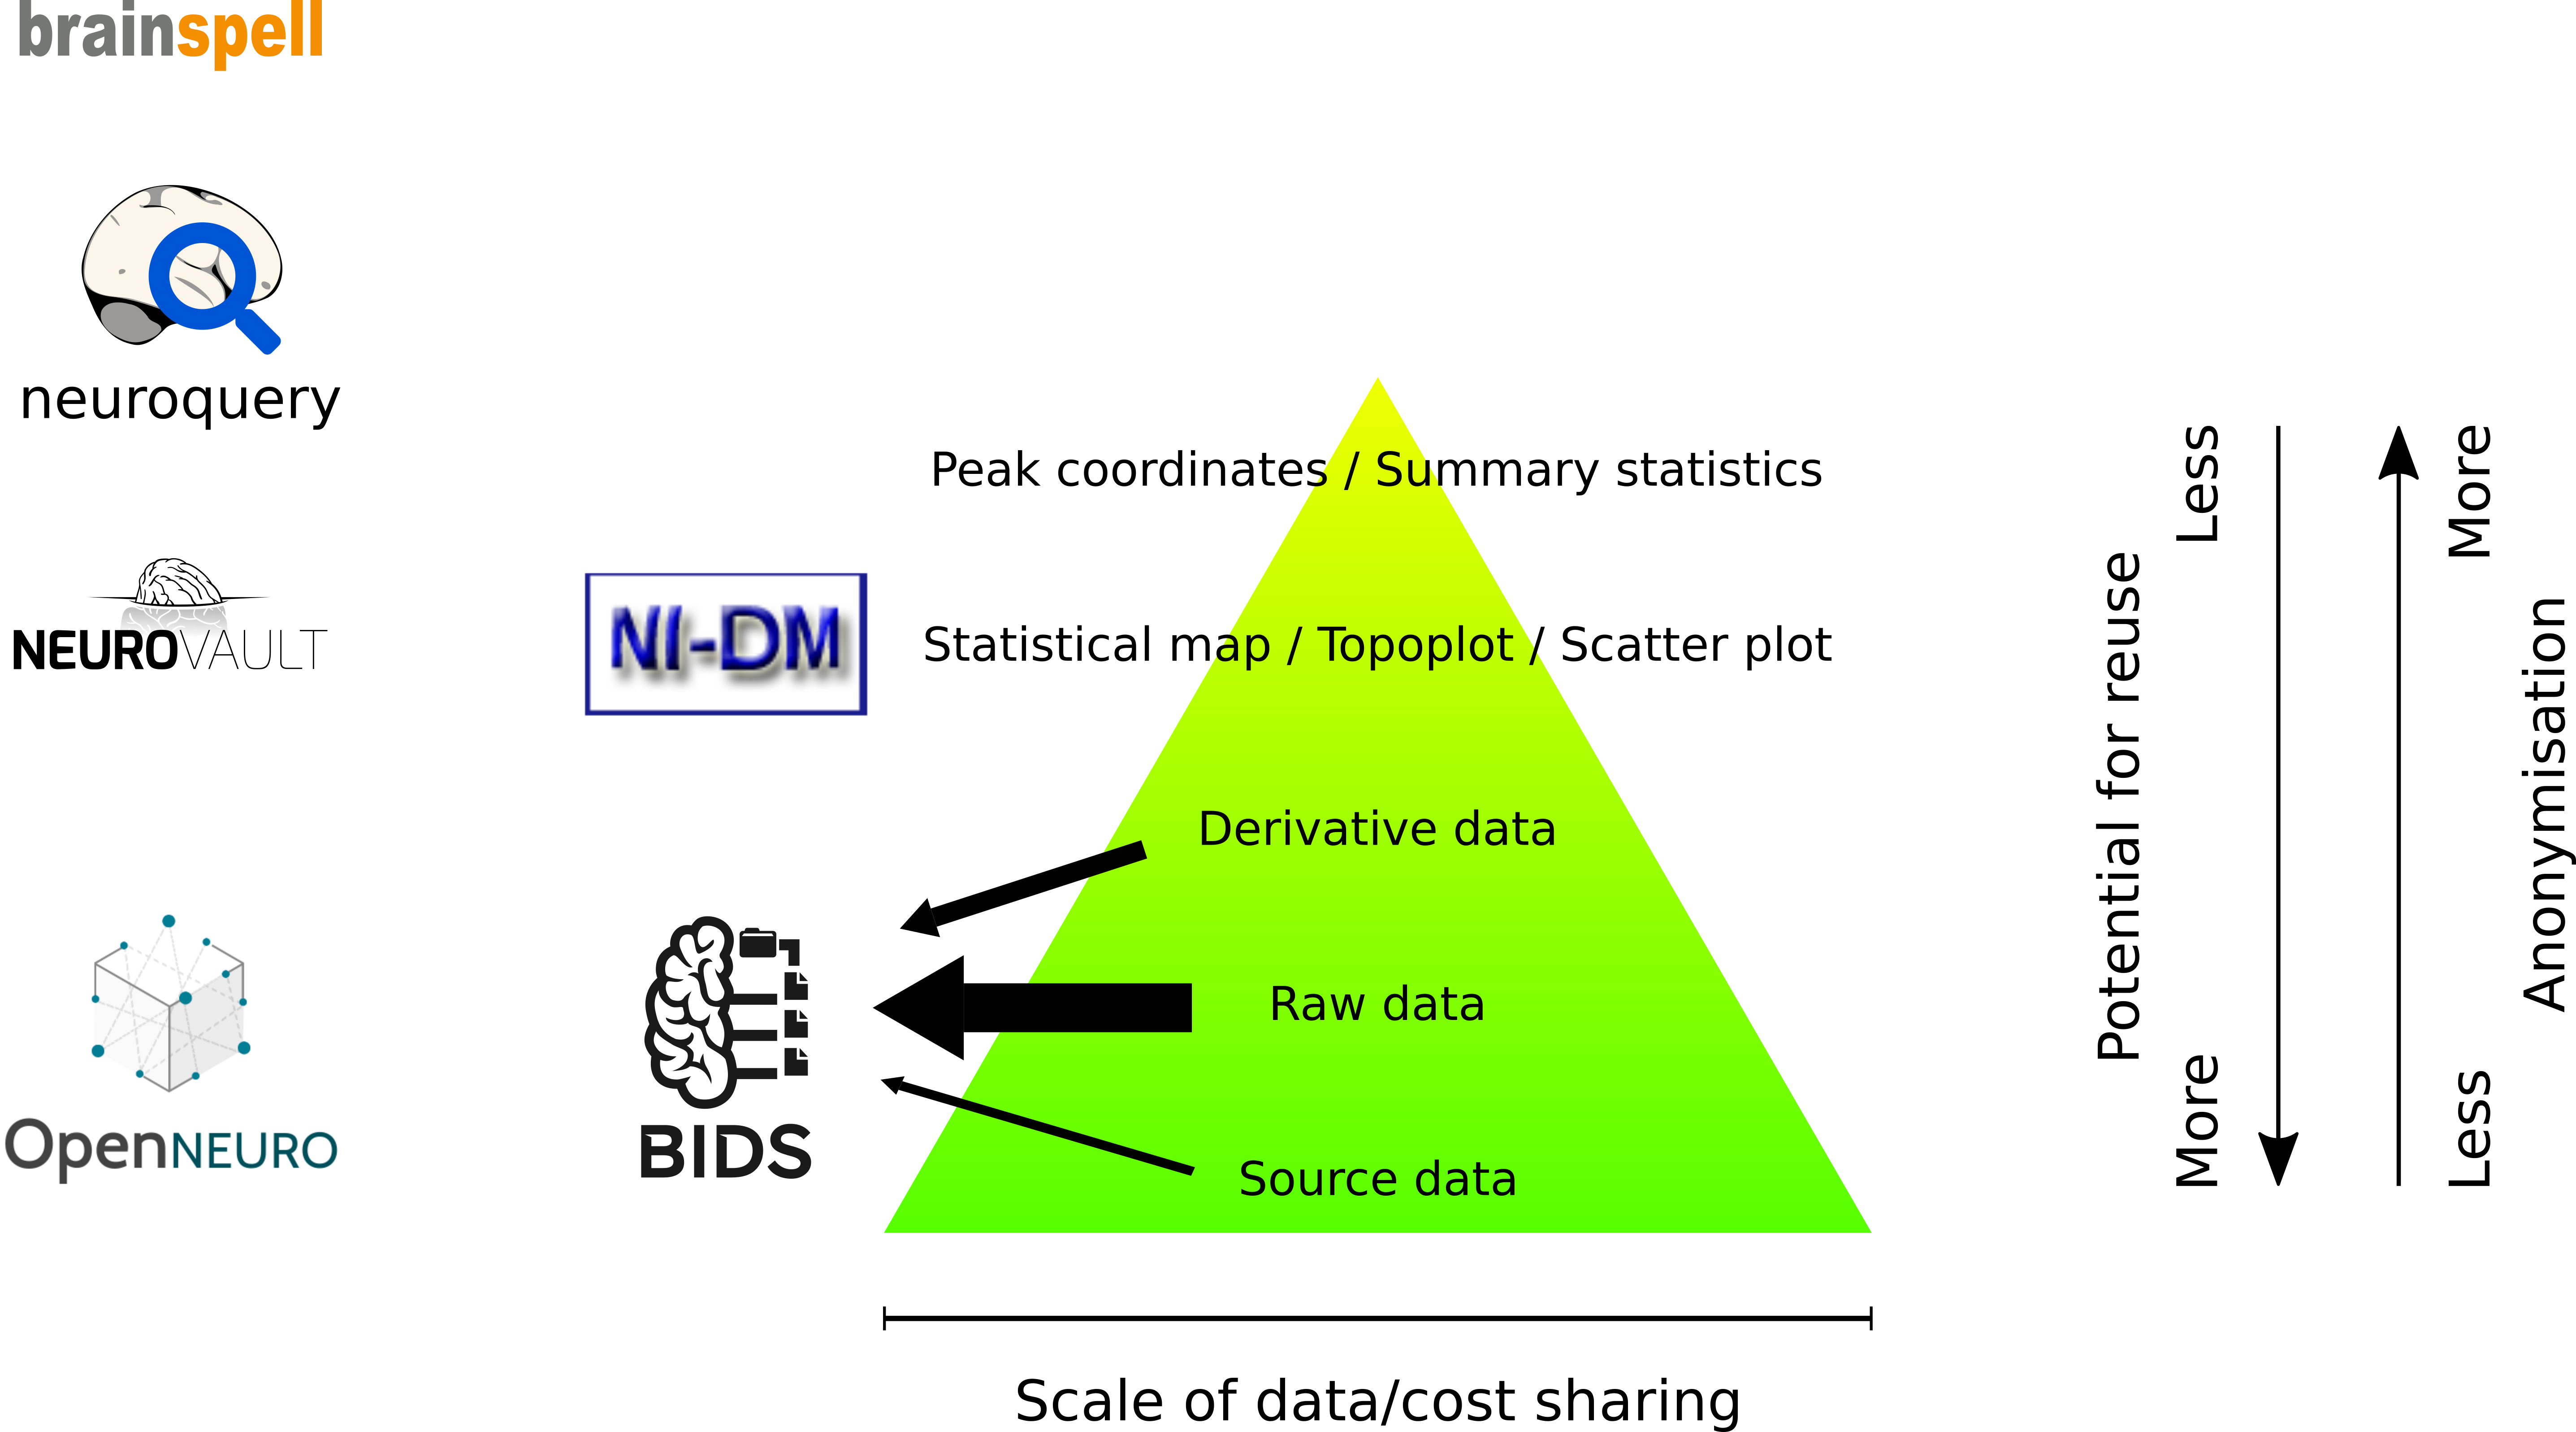 brainspell
neuroquery
NEUROVAULT
OpenNEURO
NI-DM
BIDS
Peak coordinates / Summary statistics
Statistical map / Topoplot / Scatter plot
Derivative data
Raw data
Source data
Scale of data/cost sharing
Potential for reuse
Less
More
More
Less
Anonymisation